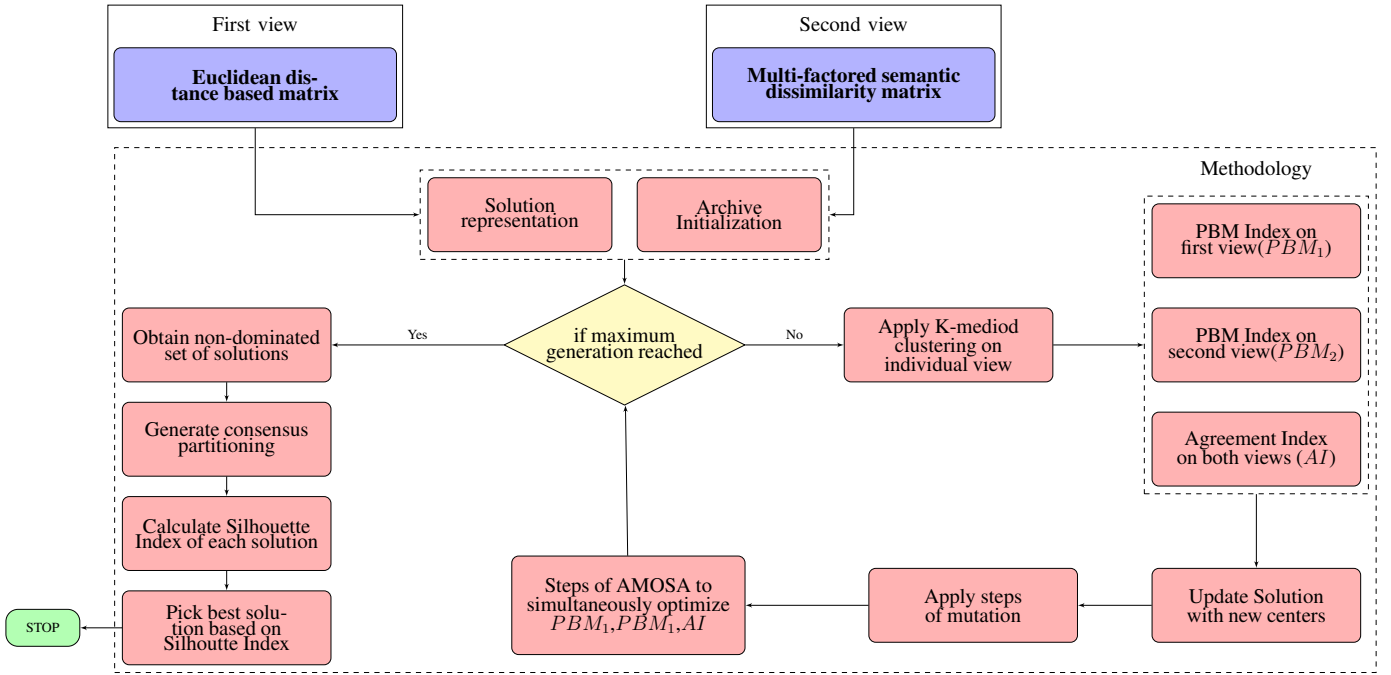 First view
Euclidean dis-
tance based matrix
Second view
Multi-factored semantic
dissimilarity matrix
Methodology
Solution
representation
Archive
Initialization
PBM Index on
first view(PBM₁)
PBM Index on
second view(PBM₂)
Agreement Index
on both views (AI)
if maximum
generation reached
Yes
No
Apply K-mediod
clustering on
individual view
Obtain non-dominated
set of solutions
Generate consensus
partitioning
Calculate Silhouette
Index of each solution
Pick best solu-
tion based on
Silhoutte Index
STOP
Steps of AMOSA to
simultaneously optimize
PBM₁,PBM₁,AI
Apply steps
of mutation
Update Solution
with new centers